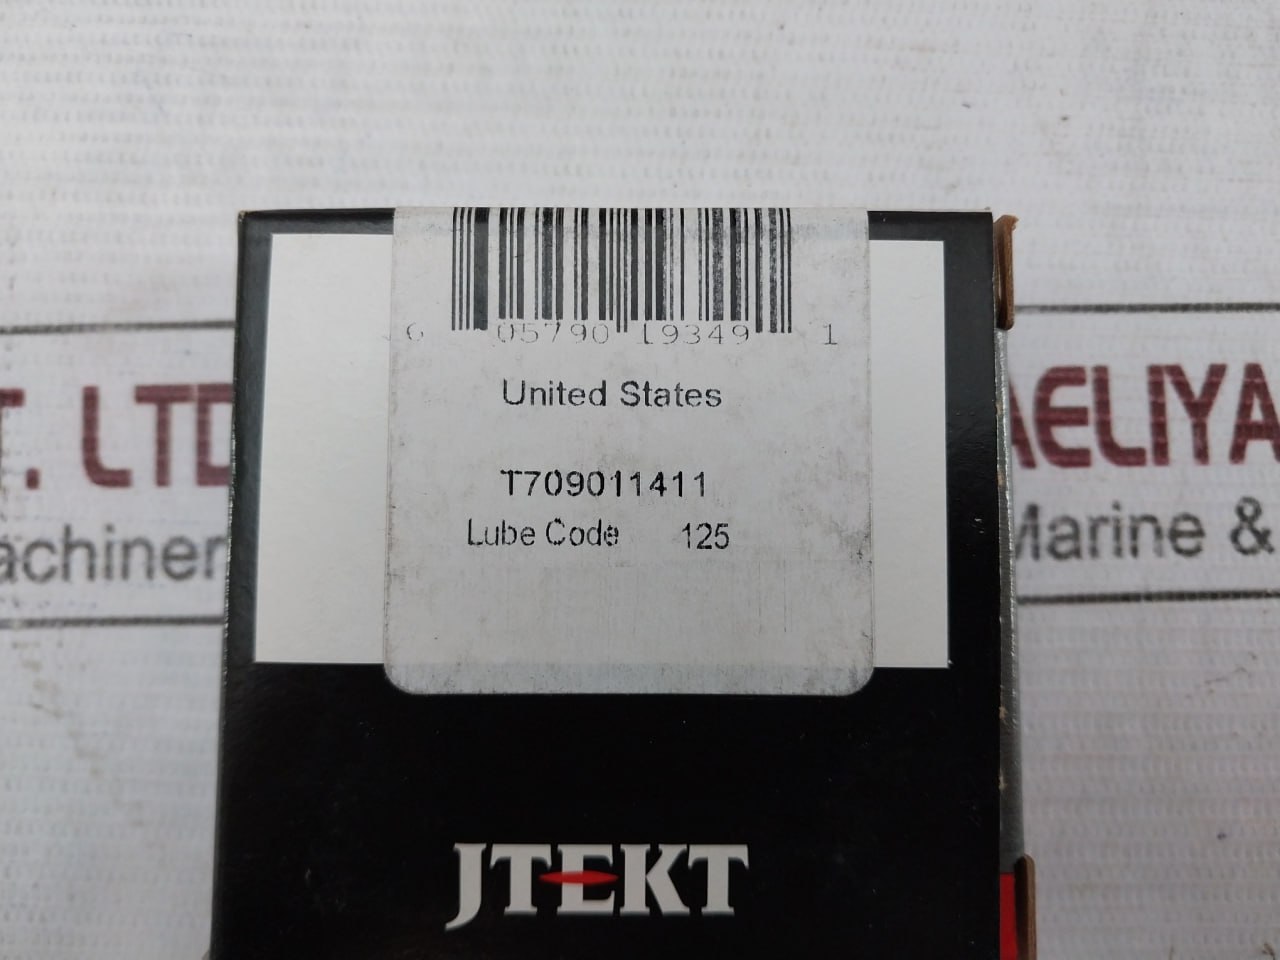 6 05790 19349 1
United States
T709011411
Lube Code 125
JTEKT
T. LTD
AELIYA
achiner
Marine &